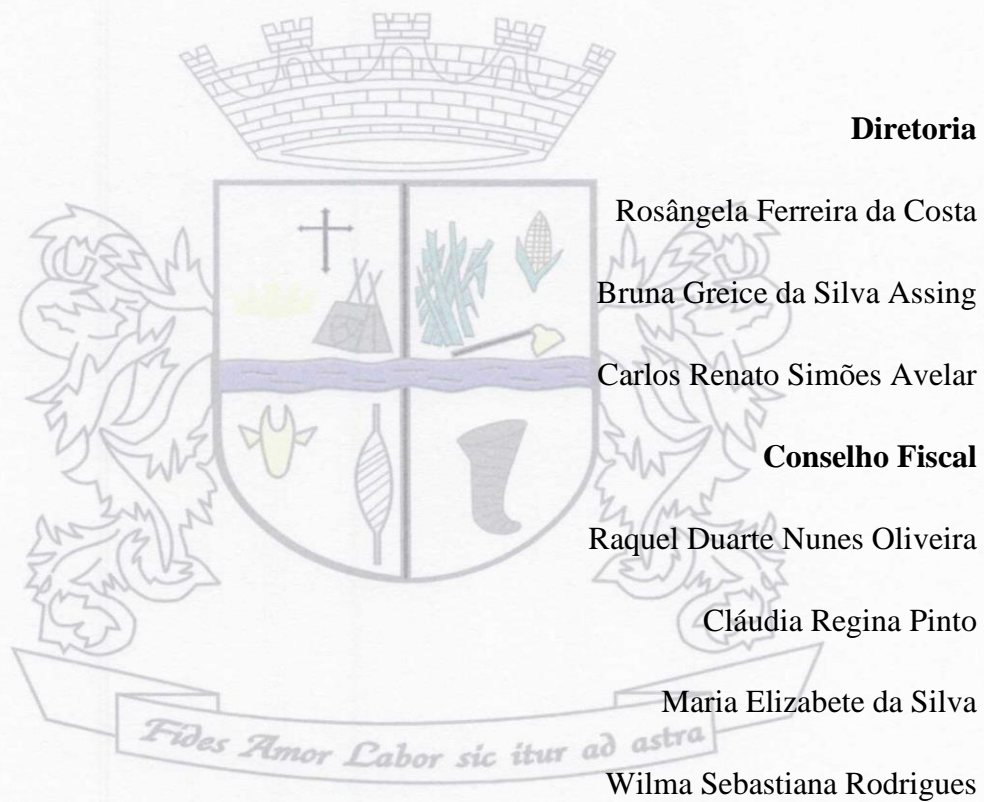 Diretoria
Rosângela Ferreira da Costa
Bruna Greice da Silva Assing
Carlos Renato Simões Avelar
Conselho Fiscal
Raquel Duarte Nunes Oliveira
Cláudia Regina Pinto
Maria Elizabete da Silva
Fides Amor Labor sic itur ad astra
Wilma Sebastiana Rodrigues